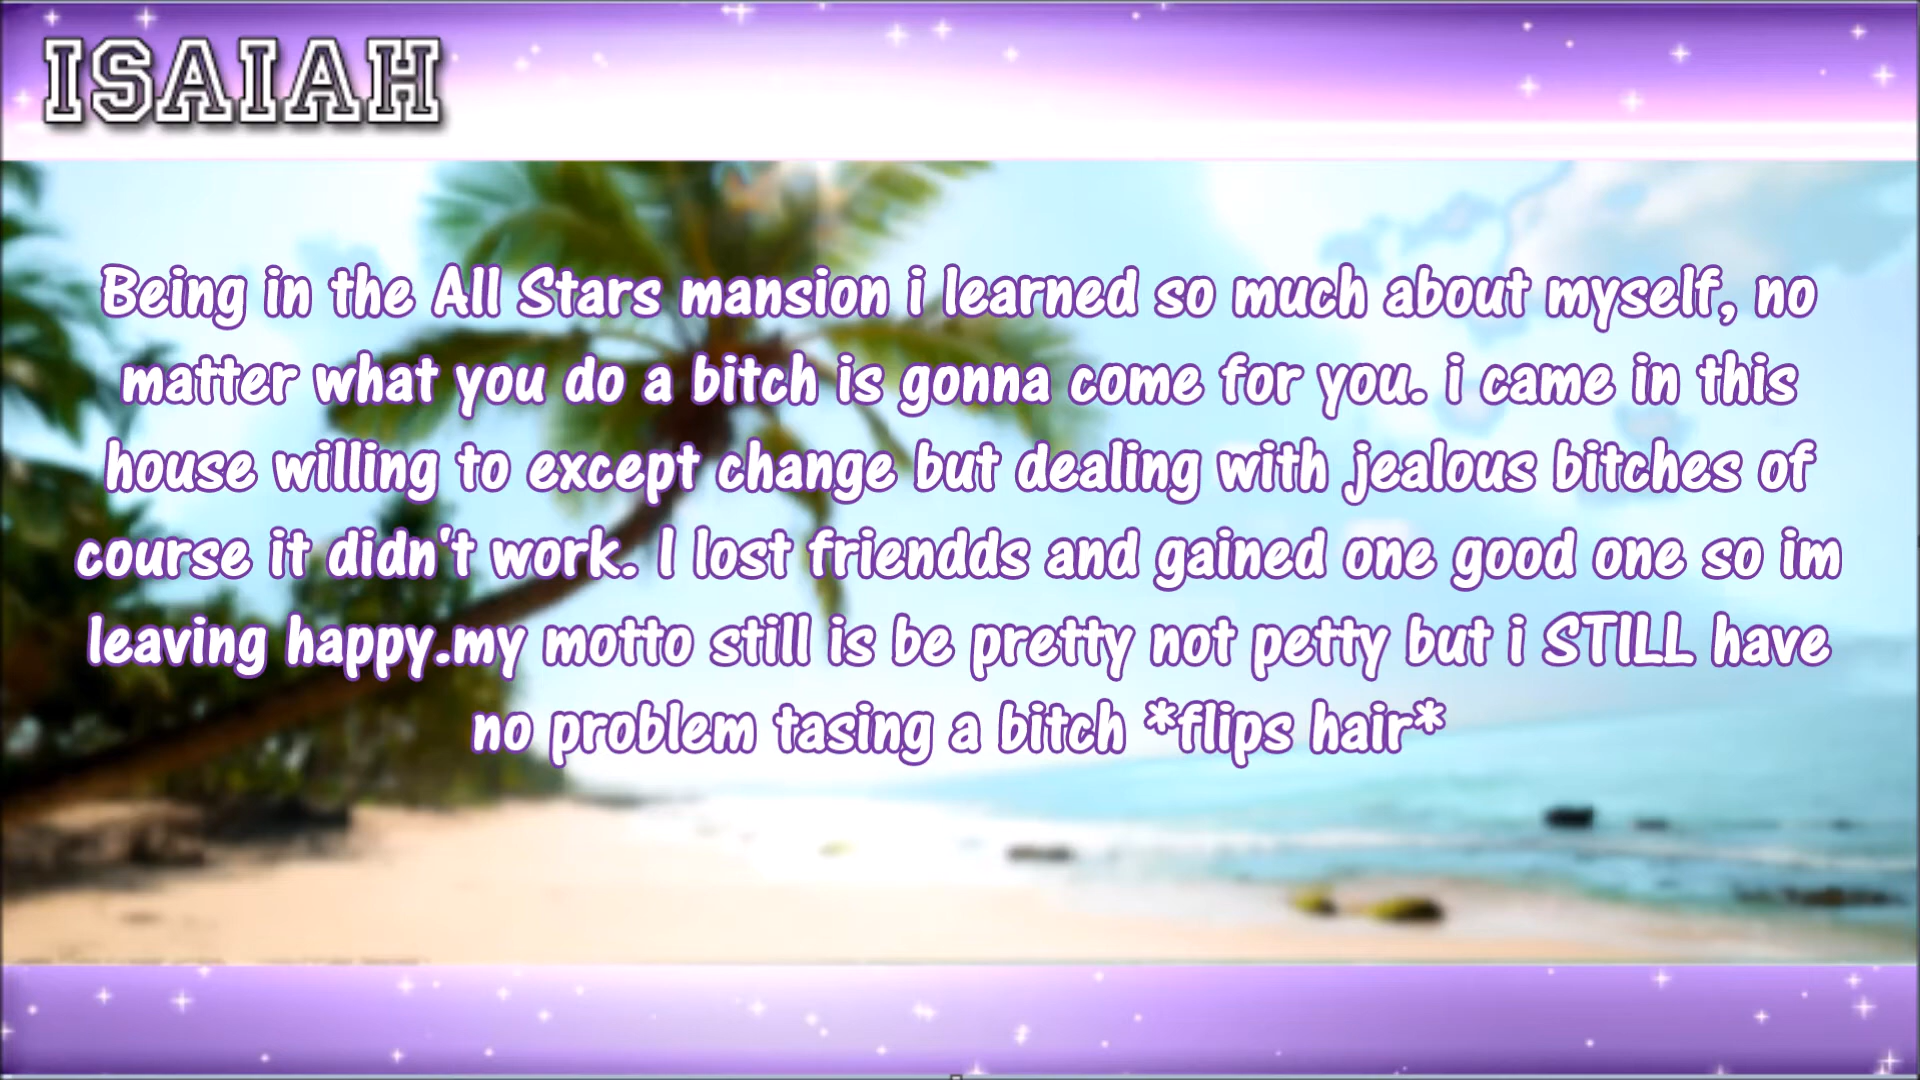 ISAIAH
Being in the All Stars mansion i learned so much about myself, no
matter what you do a bitch is gonna come for you. i came in this
house willing to except change but dealing with jealous bitches of
course it didn't work. I lost friendds and gained one good one so im
leaving happy.my motto still is be pretty not petty but i STILL have
no problem tasing a bitch *flips hair*